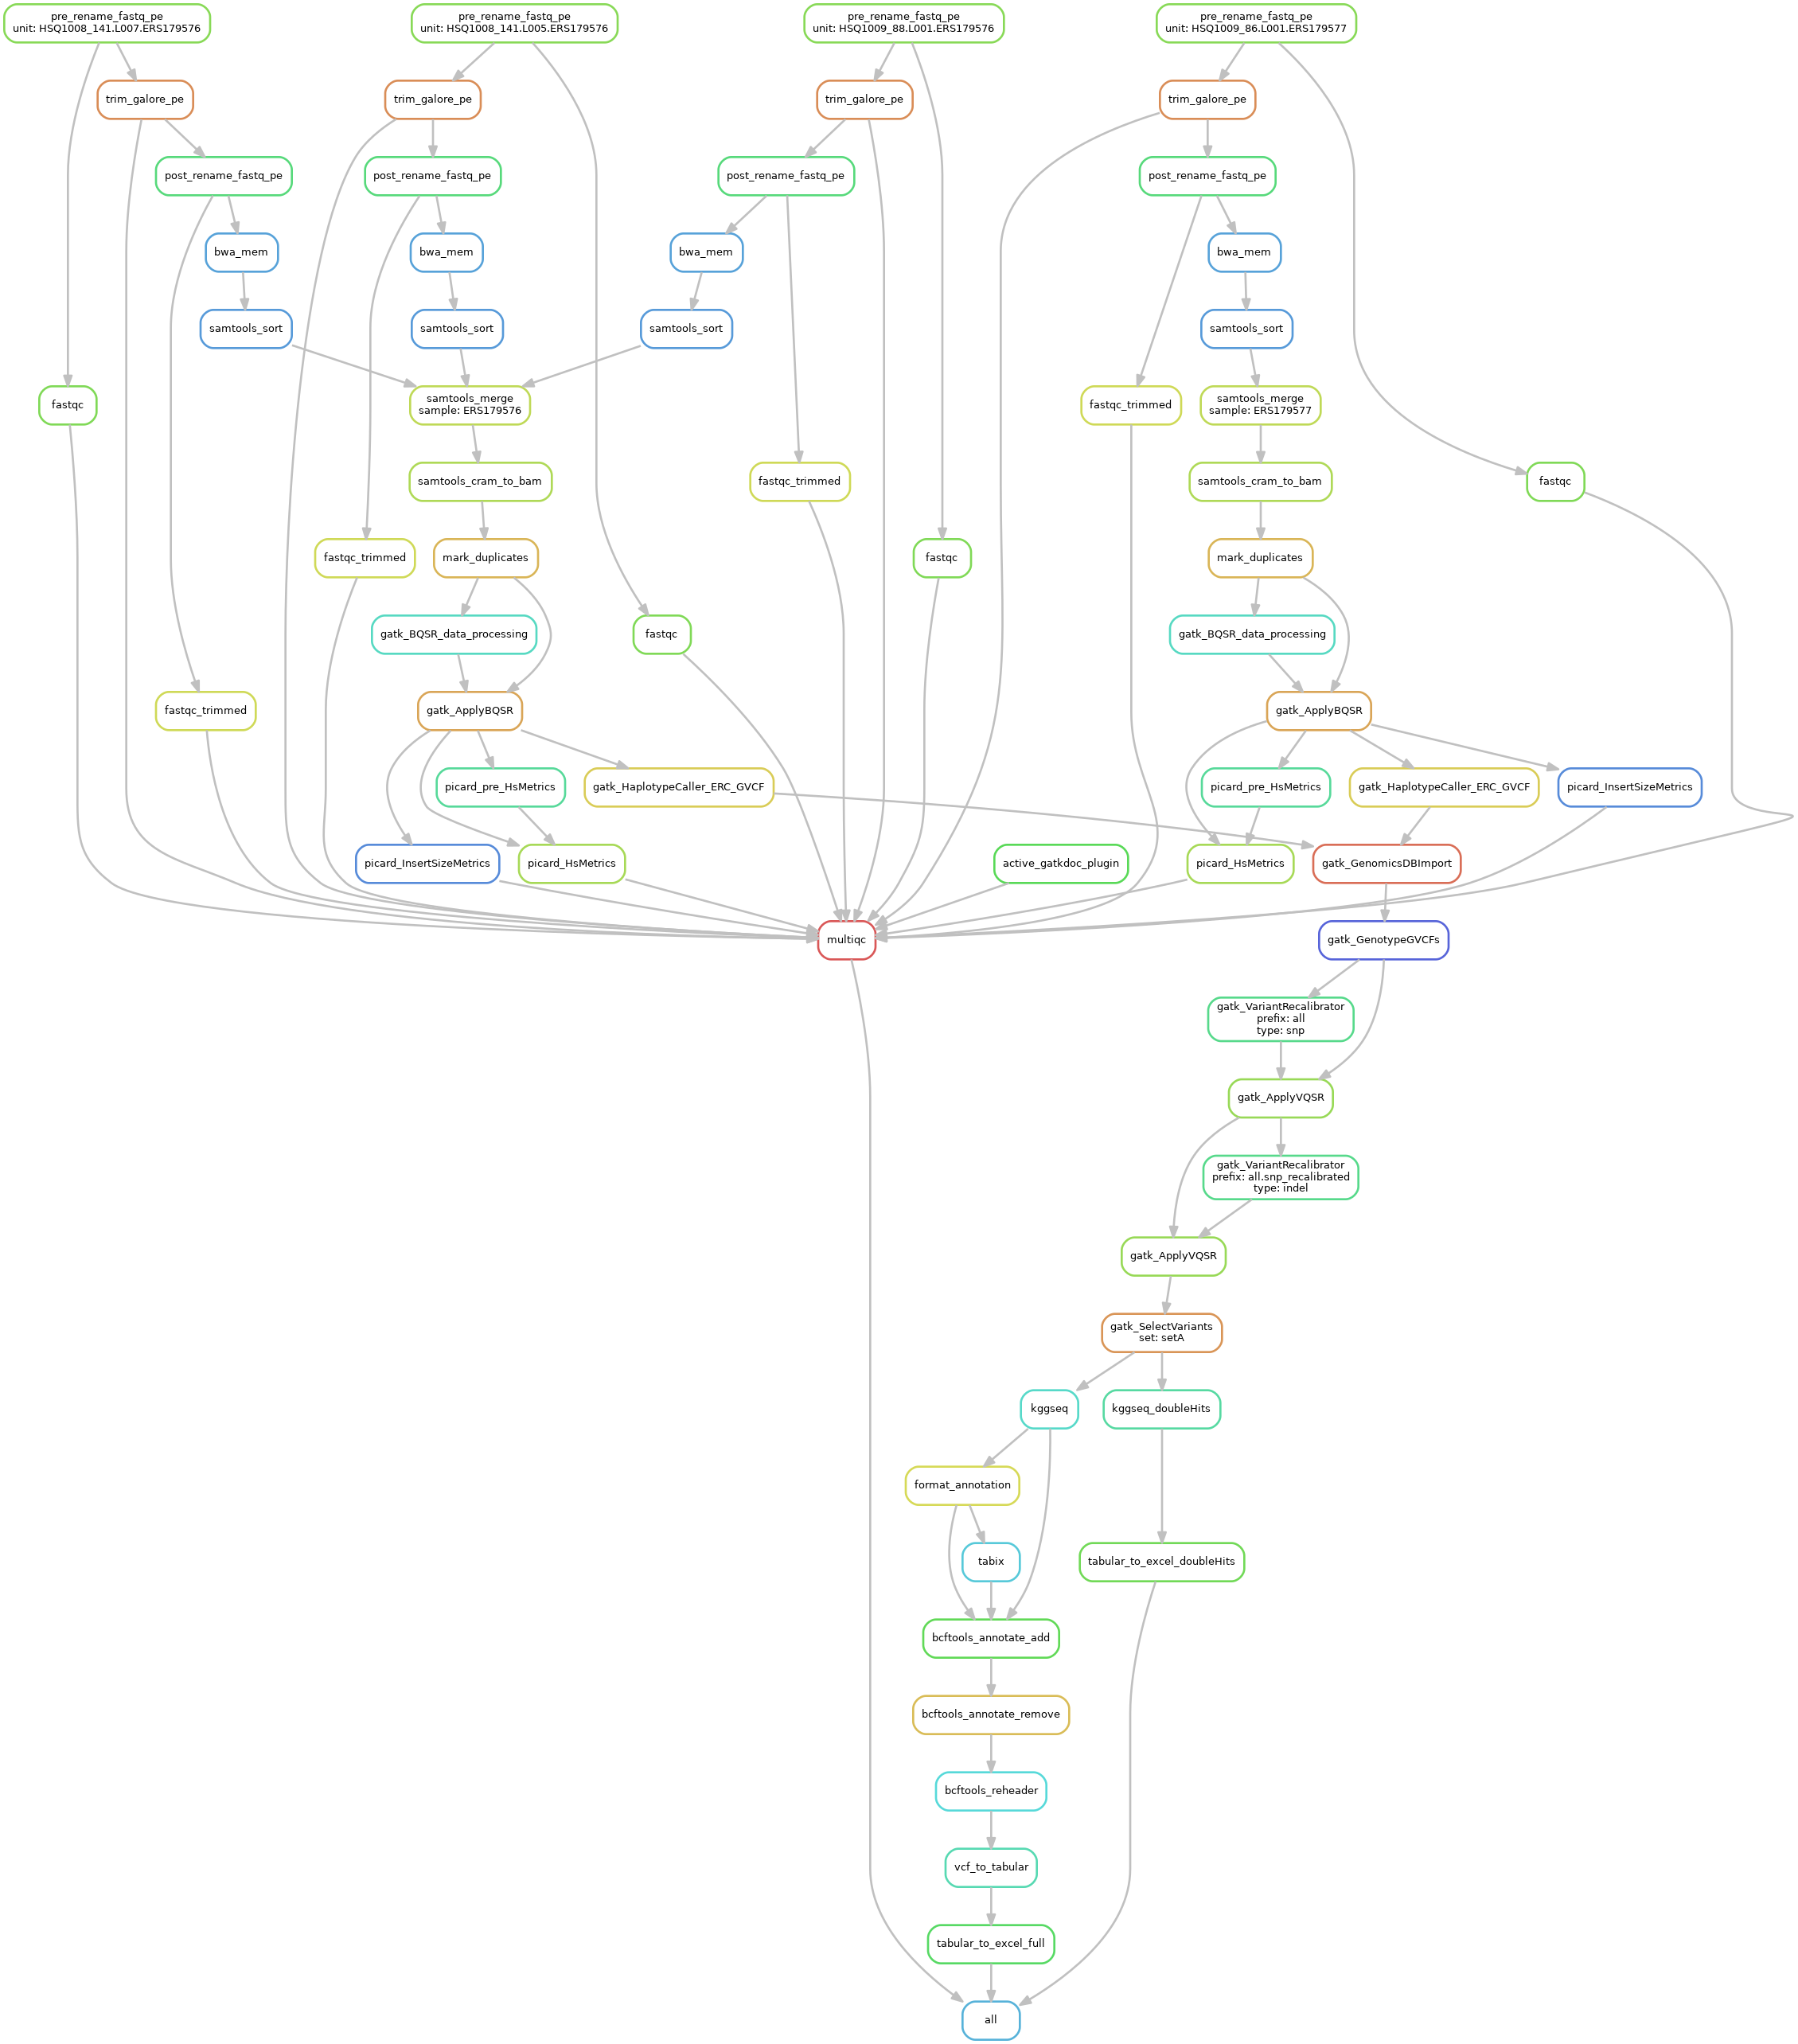 pre_rename_fastq_pe
unit: HSQ1008_141.L007.ERS179576
pre_rename_fastq_pe
unit: HSQ1008_141.L005.ERS179576
pre_rename_fastq_pe
unit: HSQ1009_88.L001.ERS179576
pre_rename_fastq_pe
unit: HSQ1009_86.L001.ERS179577
trim_galore_pe
trim_galore_pe
trim_galore_pe
trim_galore_pe
post_rename_fastq_pe
post_rename_fastq_pe
post_rename_fastq_pe
post_rename_fastq_pe
bwa_mem
bwa_mem
bwa_mem
bwa_mem
samtools_sort
samtools_sort
samtools_sort
samtools_sort
fastqc
samtools_merge
sample: ERS179576
fastqc_trimmed
samtools_merge
sample: ERS179577
samtools_cram_to_bam
fastqc_trimmed
samtools_cram_to_bam
fastqc
fastqc_trimmed
mark_duplicates
fastqc
mark_duplicates
gatk_BQSR_data_processing
fastqc
gatk_BQSR_data_processing
fastqc_trimmed
gatk_ApplyBQSR
gatk_ApplyBQSR
picard_pre_HsMetrics
gatk_HaplotypeCaller_ERC_GVCF
picard_pre_HsMetrics
gatk_HaplotypeCaller_ERC_GVCF
picard_InsertSizeMetrics
picard_InsertSizeMetrics
picard_HsMetrics
active_gatkdoc_plugin
picard_HsMetrics
gatk_GenomicsDBImport
multiqc
gatk_GenotypeGVCFs
gatk_VariantRecalibrator
prefix: all
type: snp
gatk_ApplyVQSR
gatk_VariantRecalibrator
prefix: all.snp_recalibrated
type: indel
gatk_ApplyVQSR
gatk_SelectVariants
set: setA
kggseq
kggseq_doubleHits
format_annotation
tabix
tabular_to_excel_doubleHits
bcftools_annotate_add
bcftools_annotate_remove
bcftools_reheader
vcf_to_tabular
tabular_to_excel_full
all